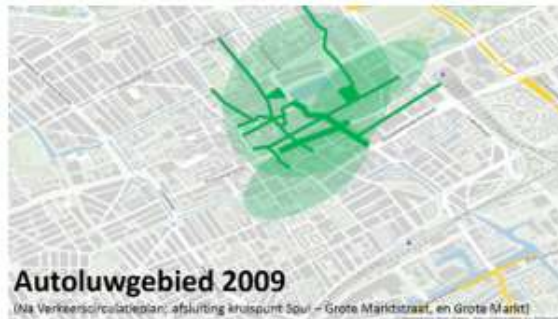 Autoluwgebied 2009
(Na Verkeerscirculatieplan: afsluiting kruispunt Spui – Grote Marktstraat, en Grote Markt)